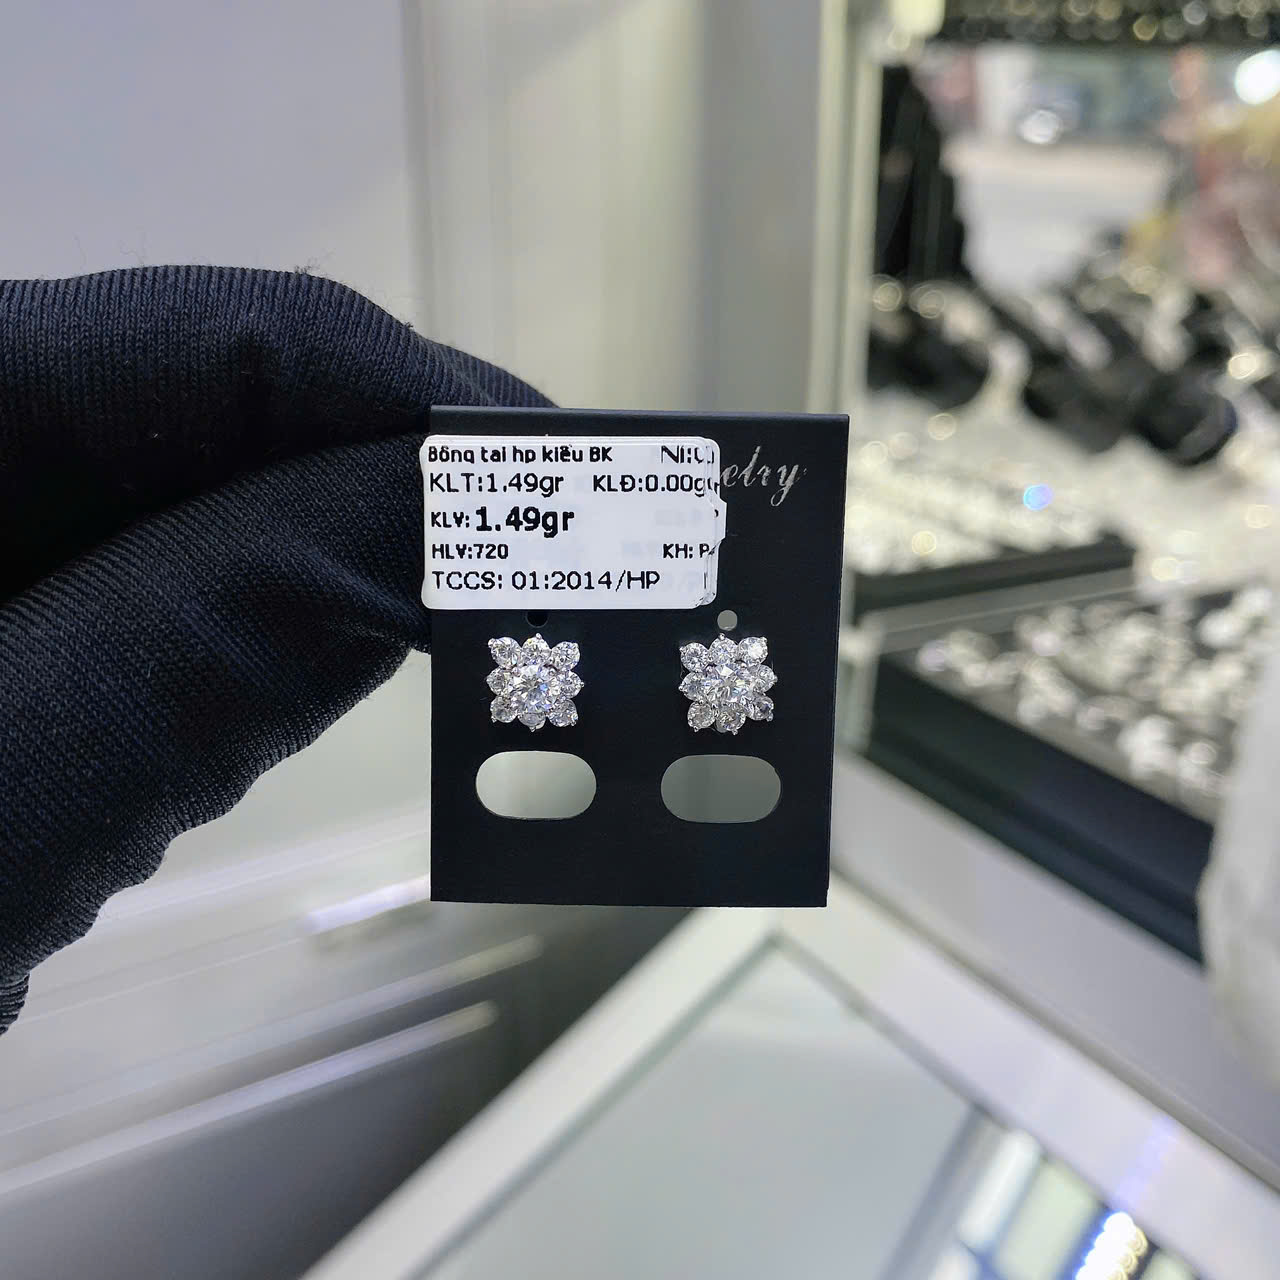 Bông tai hp kiểu BK
KLT:1.49gr KLĐ:0.00gr
KLV: 1.49gr
HLV:720 KH:
TCCS: 01:2014/HP